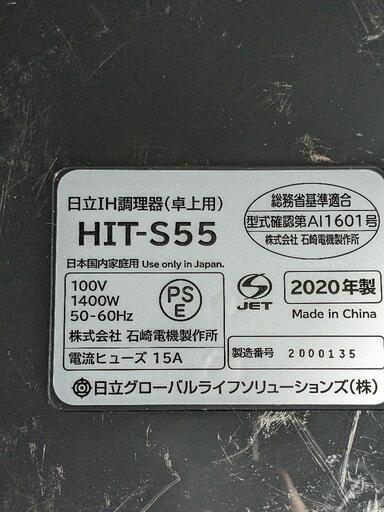 日立IH調理器(卓上用)
HIT-S55
日本国内家庭用 Use only in Japan.
総務省基準適合
型式確認第AI1601号
株式会社 石崎電機製作所
100V
1400W
50-60Hz
PS
E
JET
2020年製
Made in China
株式会社 石崎電機製作所
電流ヒューズ 15A
製造番号 2000135
日立グローバルライフソリューションズ(株)